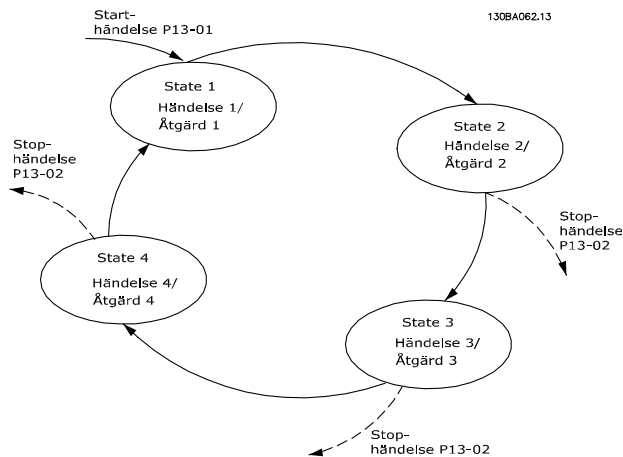 Start-
händelse P13-01
130BA062.13
State 1
Händelse 1/
Åtgärd 1
State 2
Händelse 2/
Åtgärd 2
Stop-
händelse
P13-02
Stop-
händelse
P13-02
State 4
Händelse 4/
Åtgärd 4
State 3
Händelse 3/
Åtgärd 3
Stop-
händelse P13-02